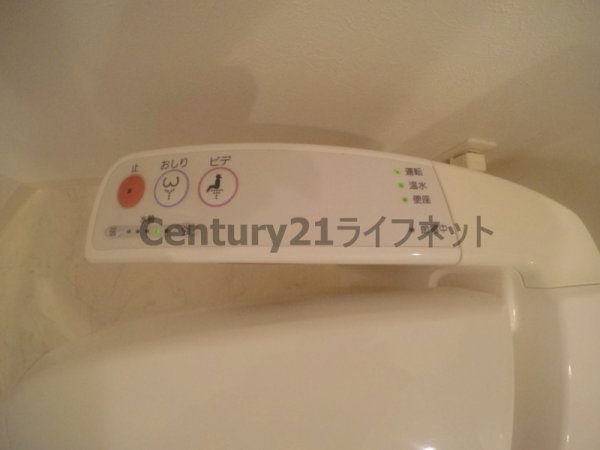 止
おしり
ビデ
運転
温水
便座
Century21ライフネット